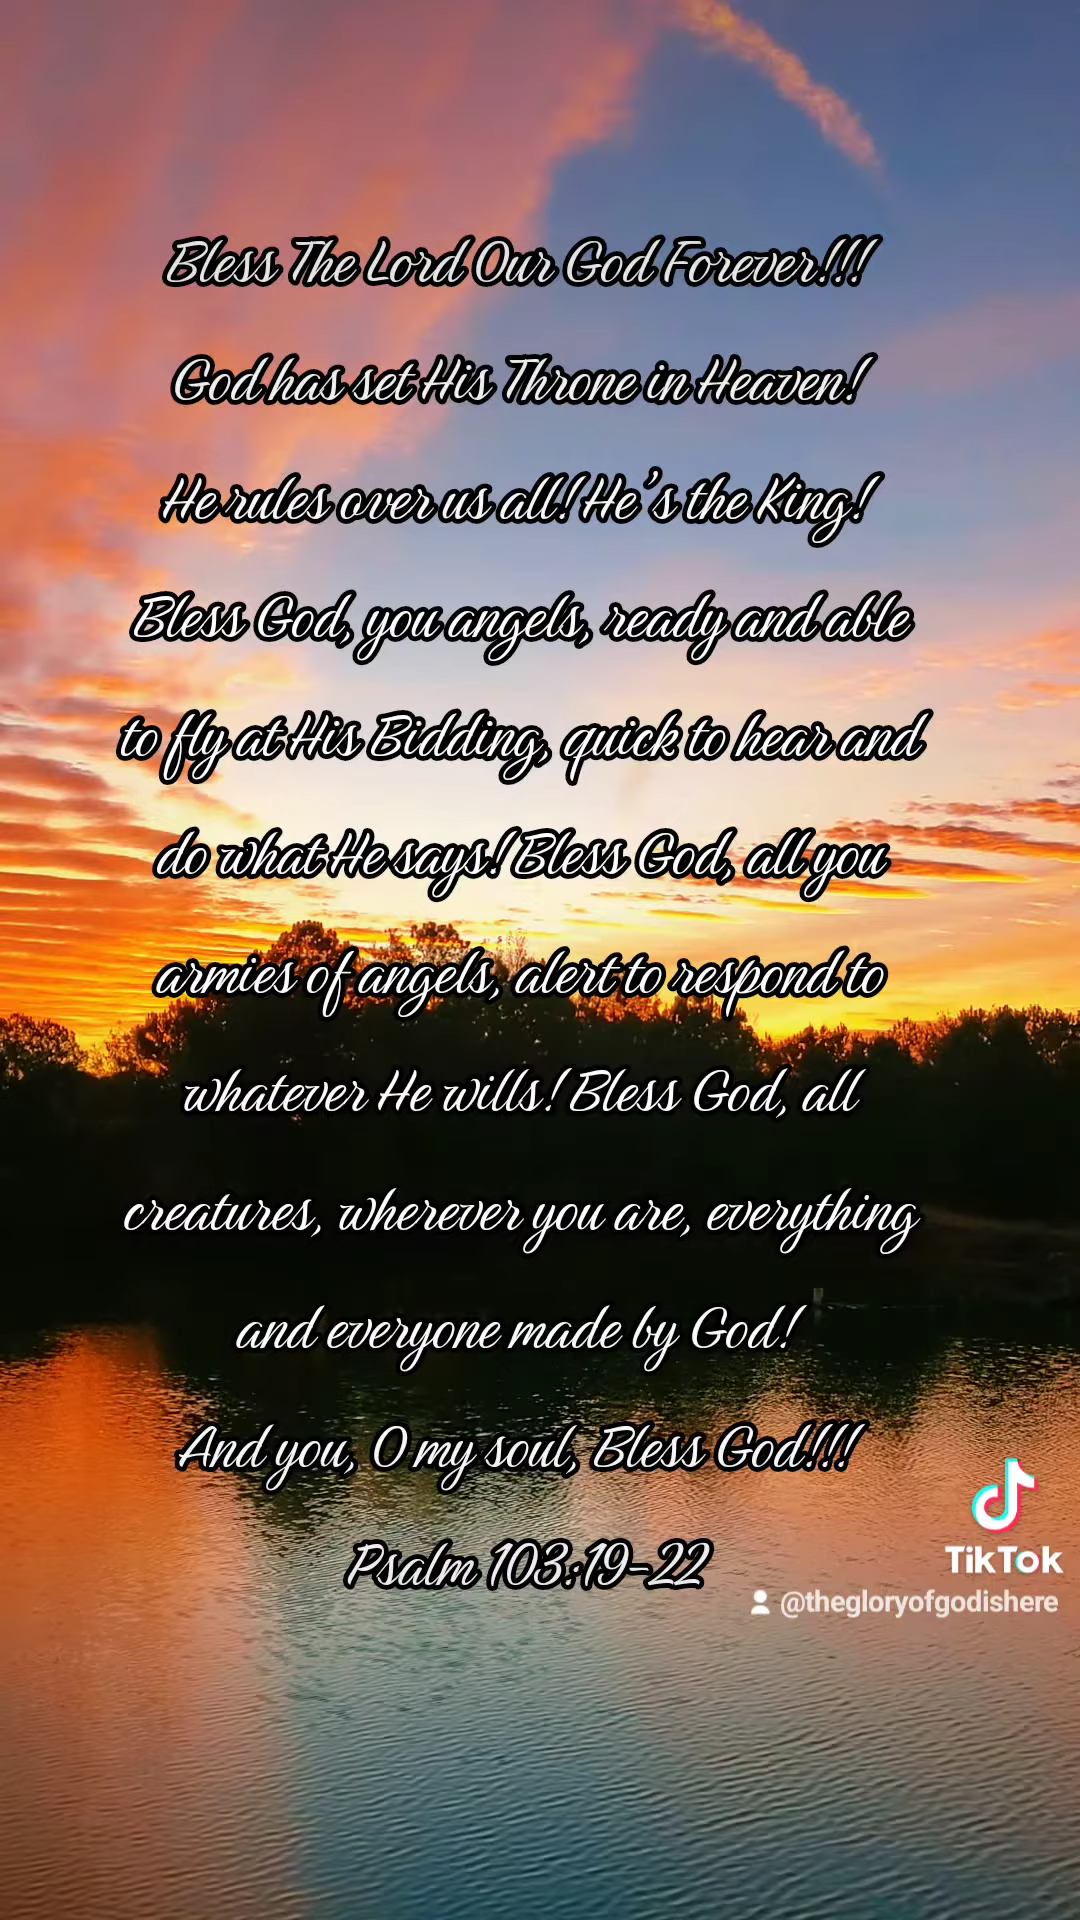 Bless The Lord Our God Forever!!!
God has set His Throne in Heaven!
He rules over us all! He's the King!
Bless God, you angels, ready and able
to fly at His Bidding, quick to hear and
do what He says! Bless God, all you
armies of angels, alert to respond to
whatever He wills! Bless God, all
creatures, wherever you are, everything
and everyone made by God!
And you, O my soul, Bless God!!!
Psalm 103:19-22
TikTok
@thegloryofgodishere